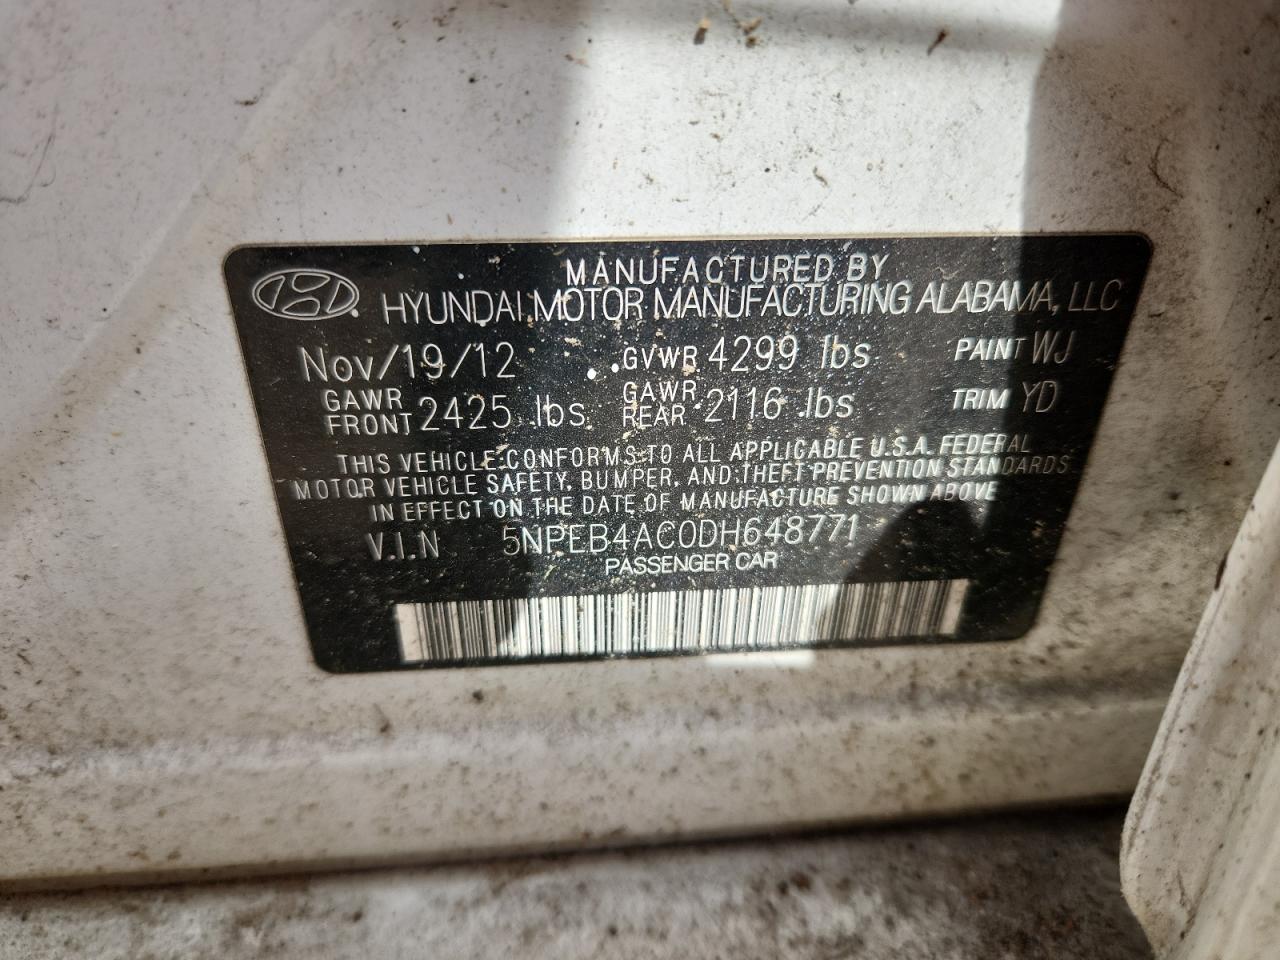 MANUFACTURED BY
HYUNDAI MOTOR MANUFACTURING ALABAMA, LLC
Nov/19/12 GVWR 4299 lbs PAINT WJ
GAWR FRONT 2425 lbs GAWR REAR 2116 lbs TRIM YD
THIS VEHICLE CONFORMS TO ALL APPLICABLE U.S.A. FEDERAL
MOTOR VEHICLE SAFETY, BUMPER, AND THEFT PREVENTION STANDARDS
IN EFFECT ON THE DATE OF MANUFACTURE SHOWN ABOVE
V.I.N 5NPEB4AC0DH648771
PASSENGER CAR